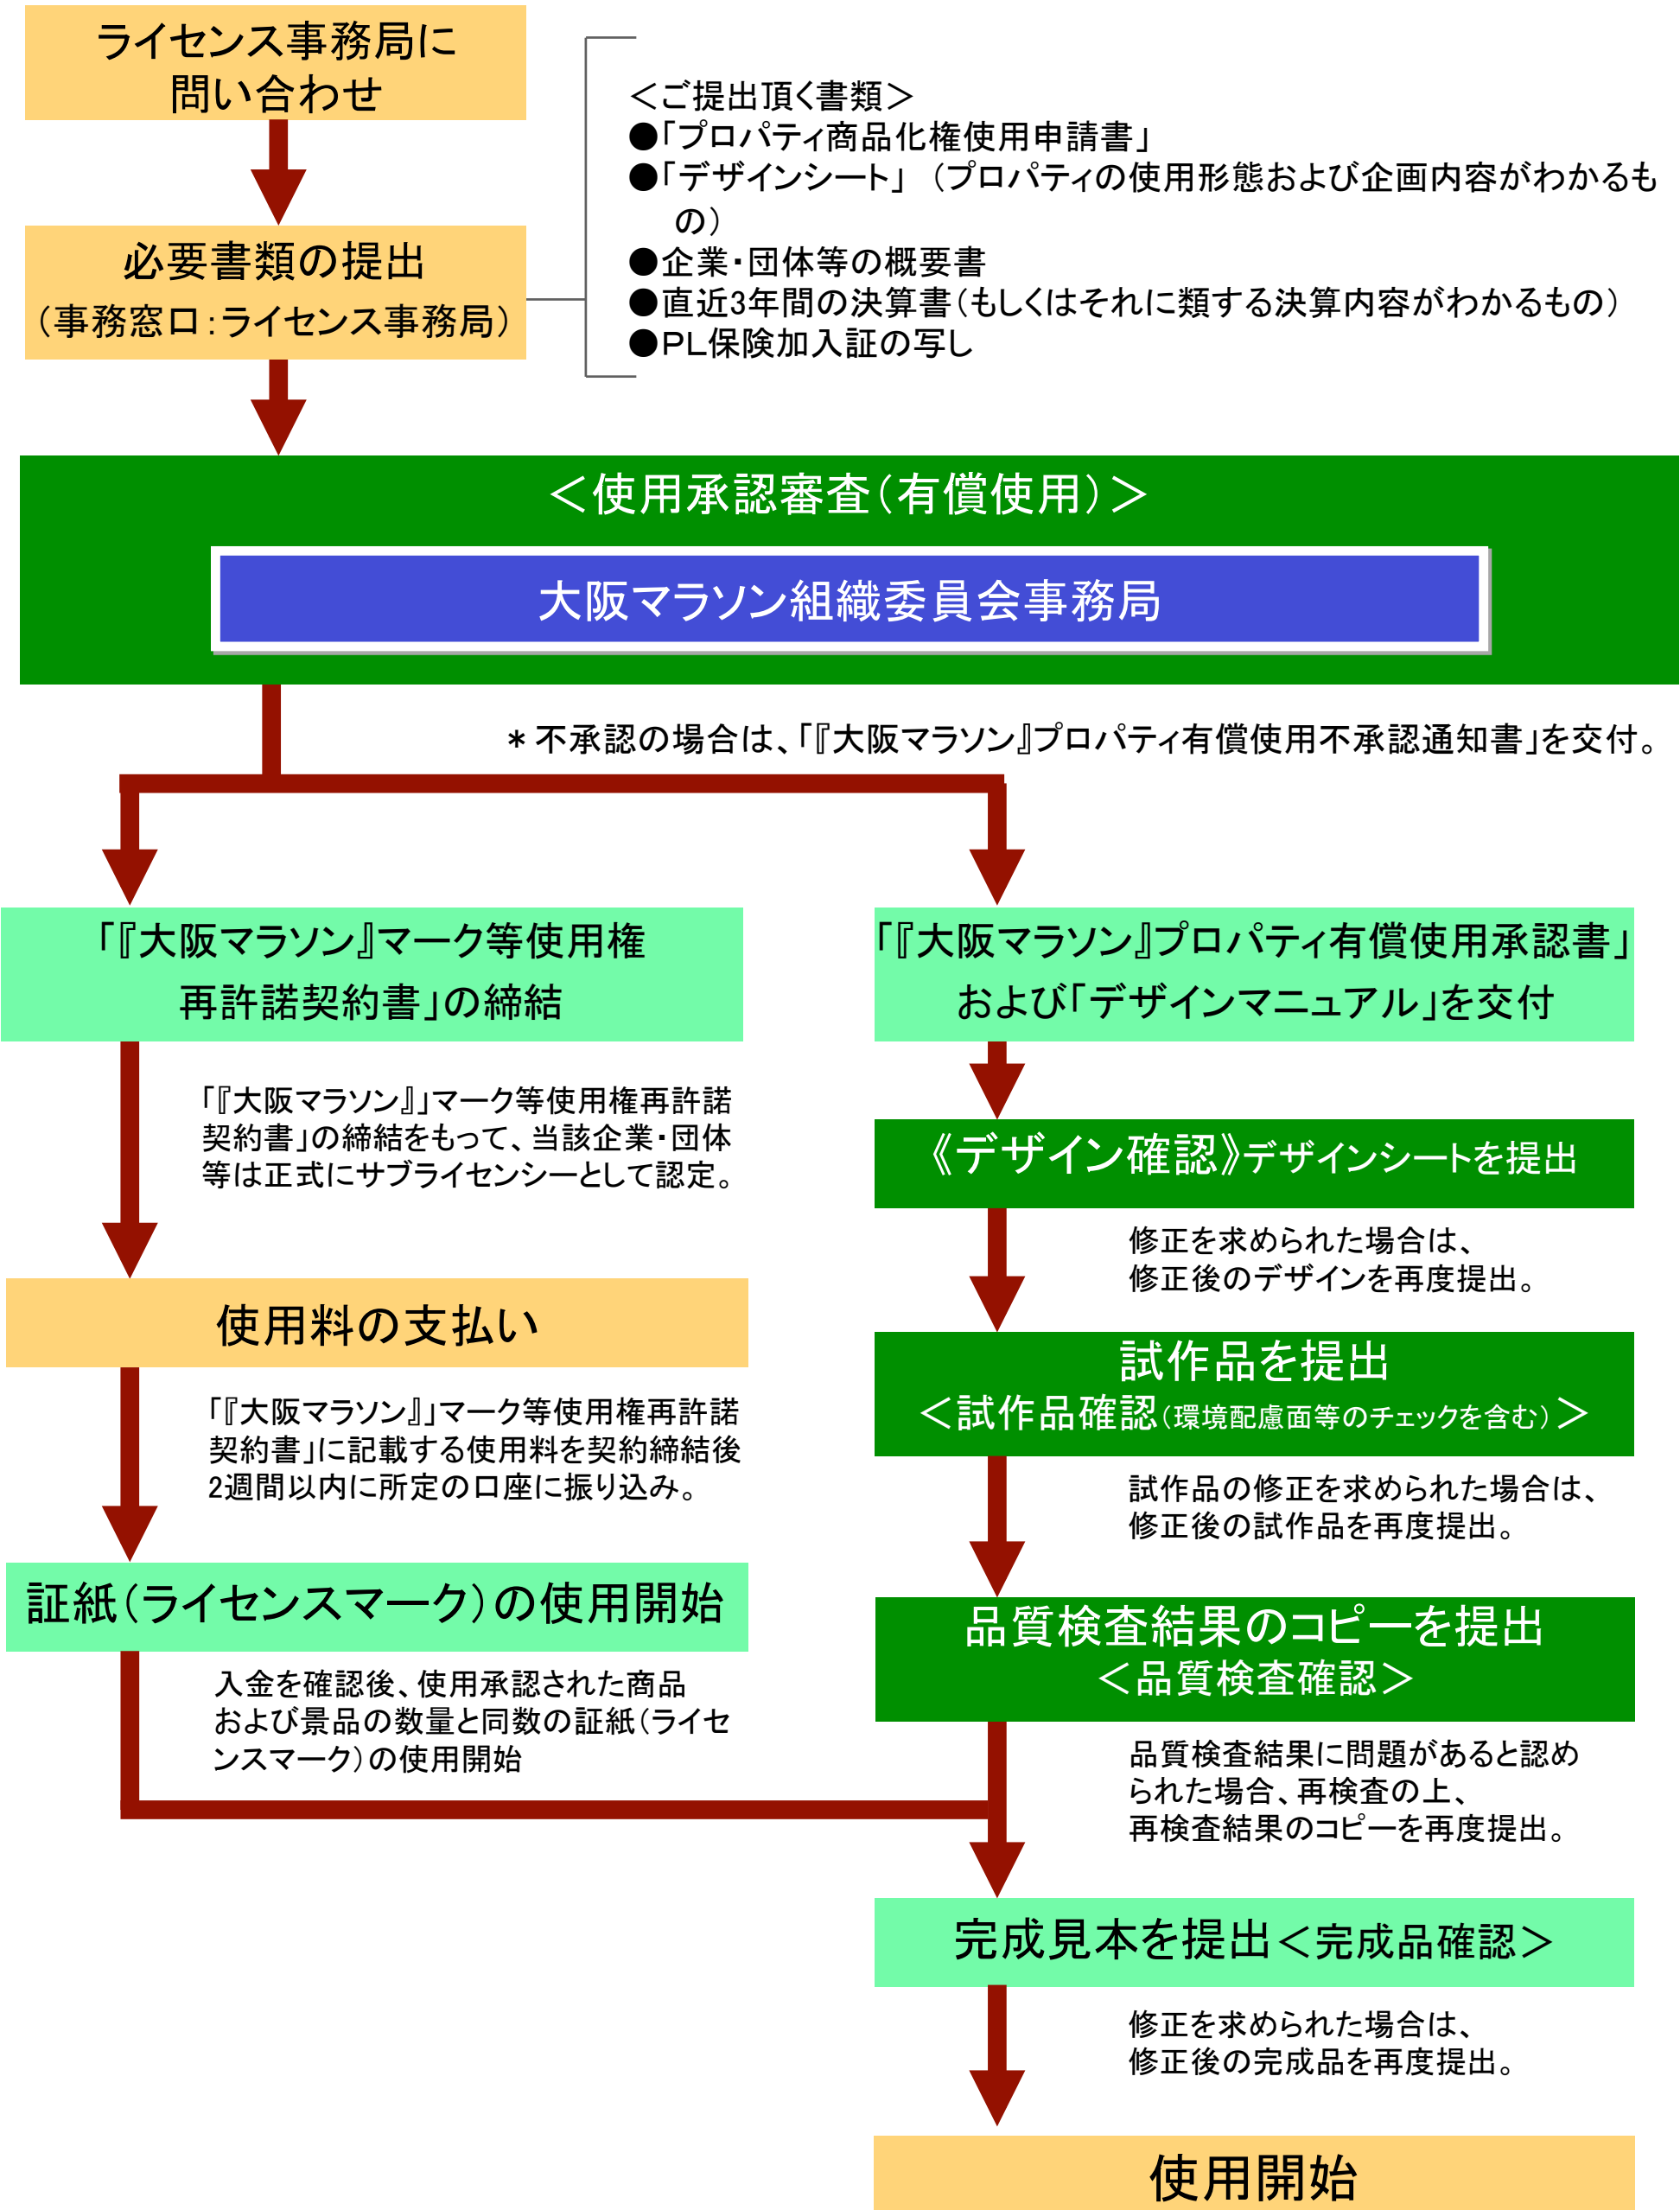 ライセンス事務局に
問い合わせ
必要書類の提出
（事務窓口：ライセンス事務局）
＜ご提出頂く書類＞
●「プロパティ商品化権使用申請書」
●「デザインシート」（プロパティの使用形態および企画内容がわかるも
の）
●企業・団体等の概要書
●直近3年間の決算書（もしくはそれに類する決算内容がわかるもの）
●ＰＬ保険加入証の写し
＜使用承認審査（有償使用）＞
大阪マラソン組織委員会事務局
＊不承認の場合は、「『大阪マラソン』プロパティ有償使用不承認通知書」を交付。
「『大阪マラソン』マーク等使用権
再許諾契約書」の締結
「『大阪マラソン』」マーク等使用権再許諾
契約書」の締結をもって、当該企業・団体
等は正式にサブライセンシーとして認定。
使用料の支払い
「『大阪マラソン』」マーク等使用権再許諾
契約書」に記載する使用料を契約締結後
2週間以内に所定の口座に振り込み。
証紙（ライセンスマーク）の使用開始
入金を確認後、使用承認された商品
および景品の数量と同数の証紙（ライセ
ンスマーク）の使用開始
「『大阪マラソン』プロパティ有償使用承認書」
および「デザインマニュアル」を交付
《デザイン確認》デザインシートを提出
修正を求められた場合は、
修正後のデザインを再度提出。
試作品を提出
＜試作品確認（環境配慮面等のチェックを含む）＞
試作品の修正を求められた場合は、
修正後の試作品を再度提出。
品質検査結果のコピーを提出
＜品質検査確認＞
品質検査結果に問題があると認め
られた場合、再検査の上、
再検査結果のコピーを再度提出。
完成見本を提出＜完成品確認＞
修正を求められた場合は、
修正後の完成品を再度提出。
使用開始